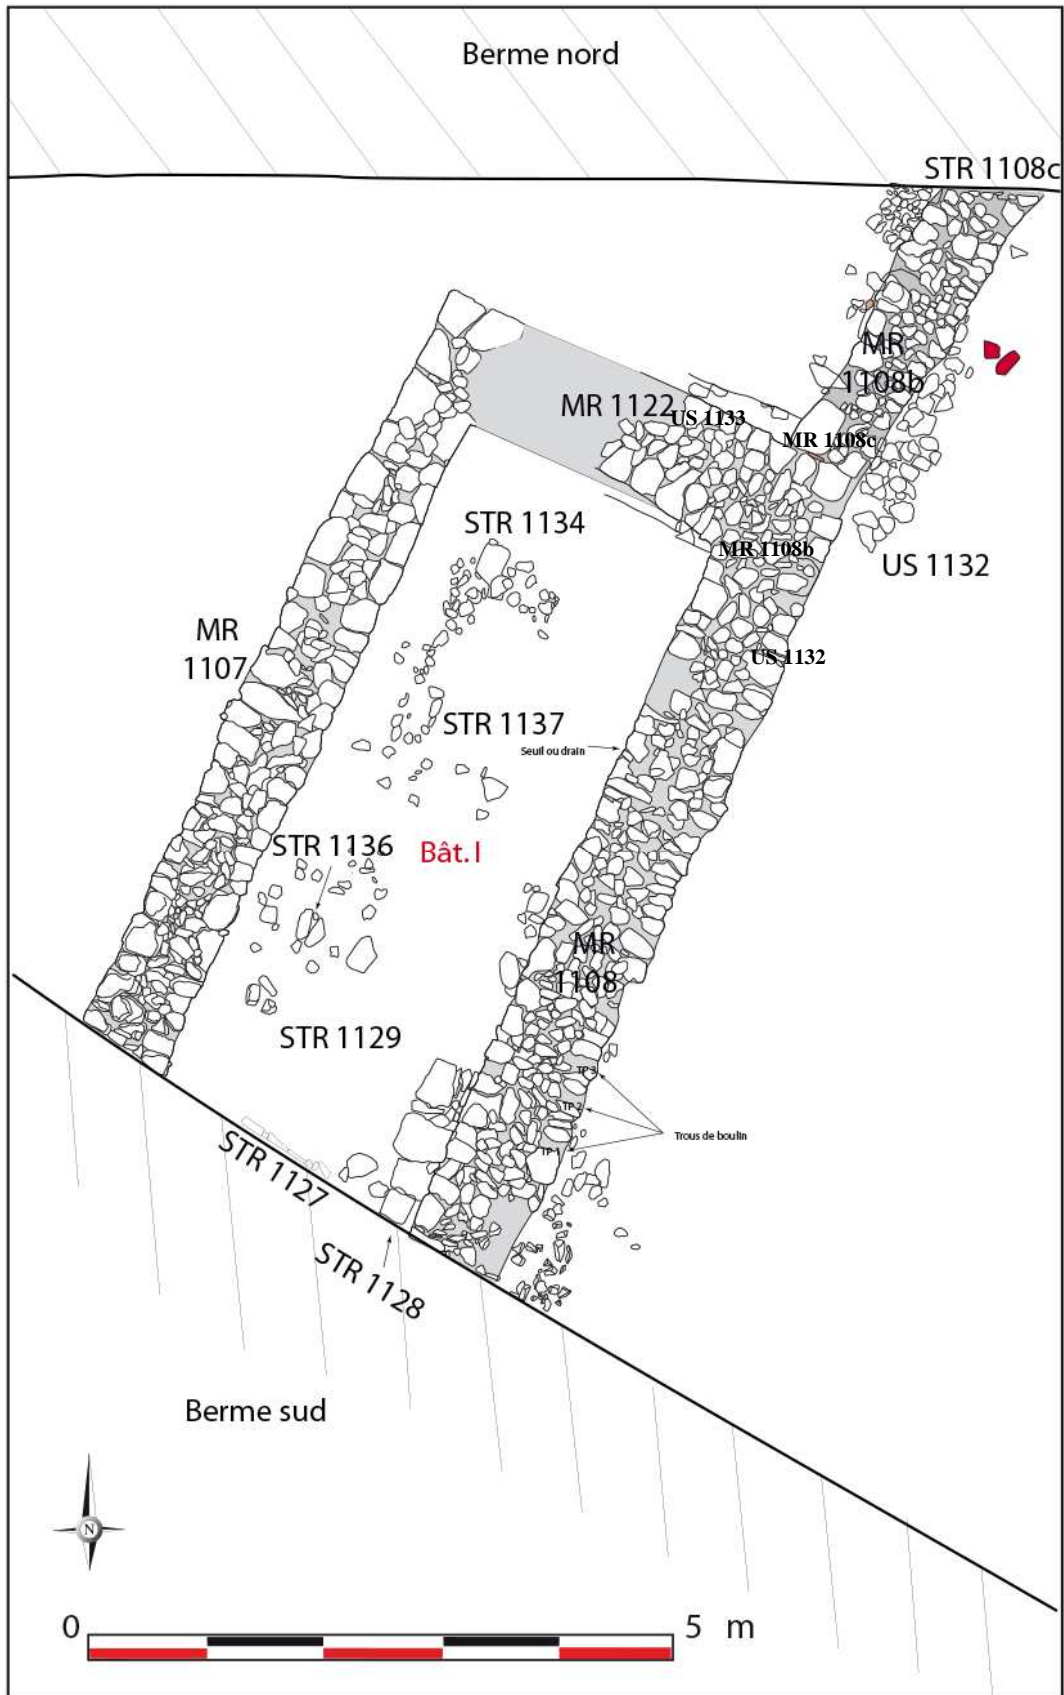 Berme nord
STR 1108c
MR
1108b
MR 1122
US 1133
MR 1108c
STR 1134
MR 1108b
US 1132
MR
1107
US 1132
STR 1137
Seuil ou drain
STR 1136
Bât. I
MR
1108
STR 1129
TP 3
TP 2
Trous de boulin
TP 1
STR 1127
STR 1128
Berme sud
N
0
5 m